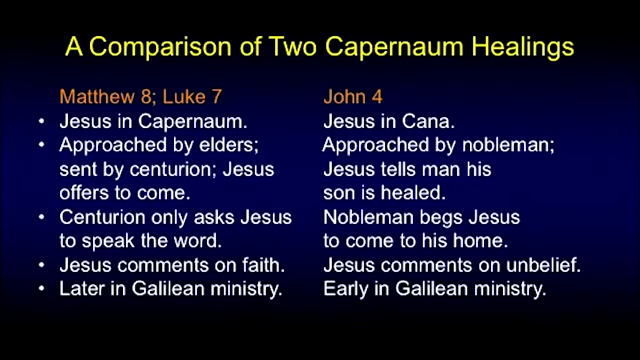 A Comparison of Two Capernaum Healings
Matthew 8; Luke 7 John 4
• Jesus in Capernaum. Jesus in Cana.
• Approached by elders; Approached by nobleman;
sent by centurion; Jesus Jesus tells man his
offers to come. son is healed.
• Centurion only asks Jesus Nobleman begs Jesus
to speak the word. to come to his home.
• Jesus comments on faith. Jesus comments on unbelief.
• Later in Galilean ministry. Early in Galilean ministry.